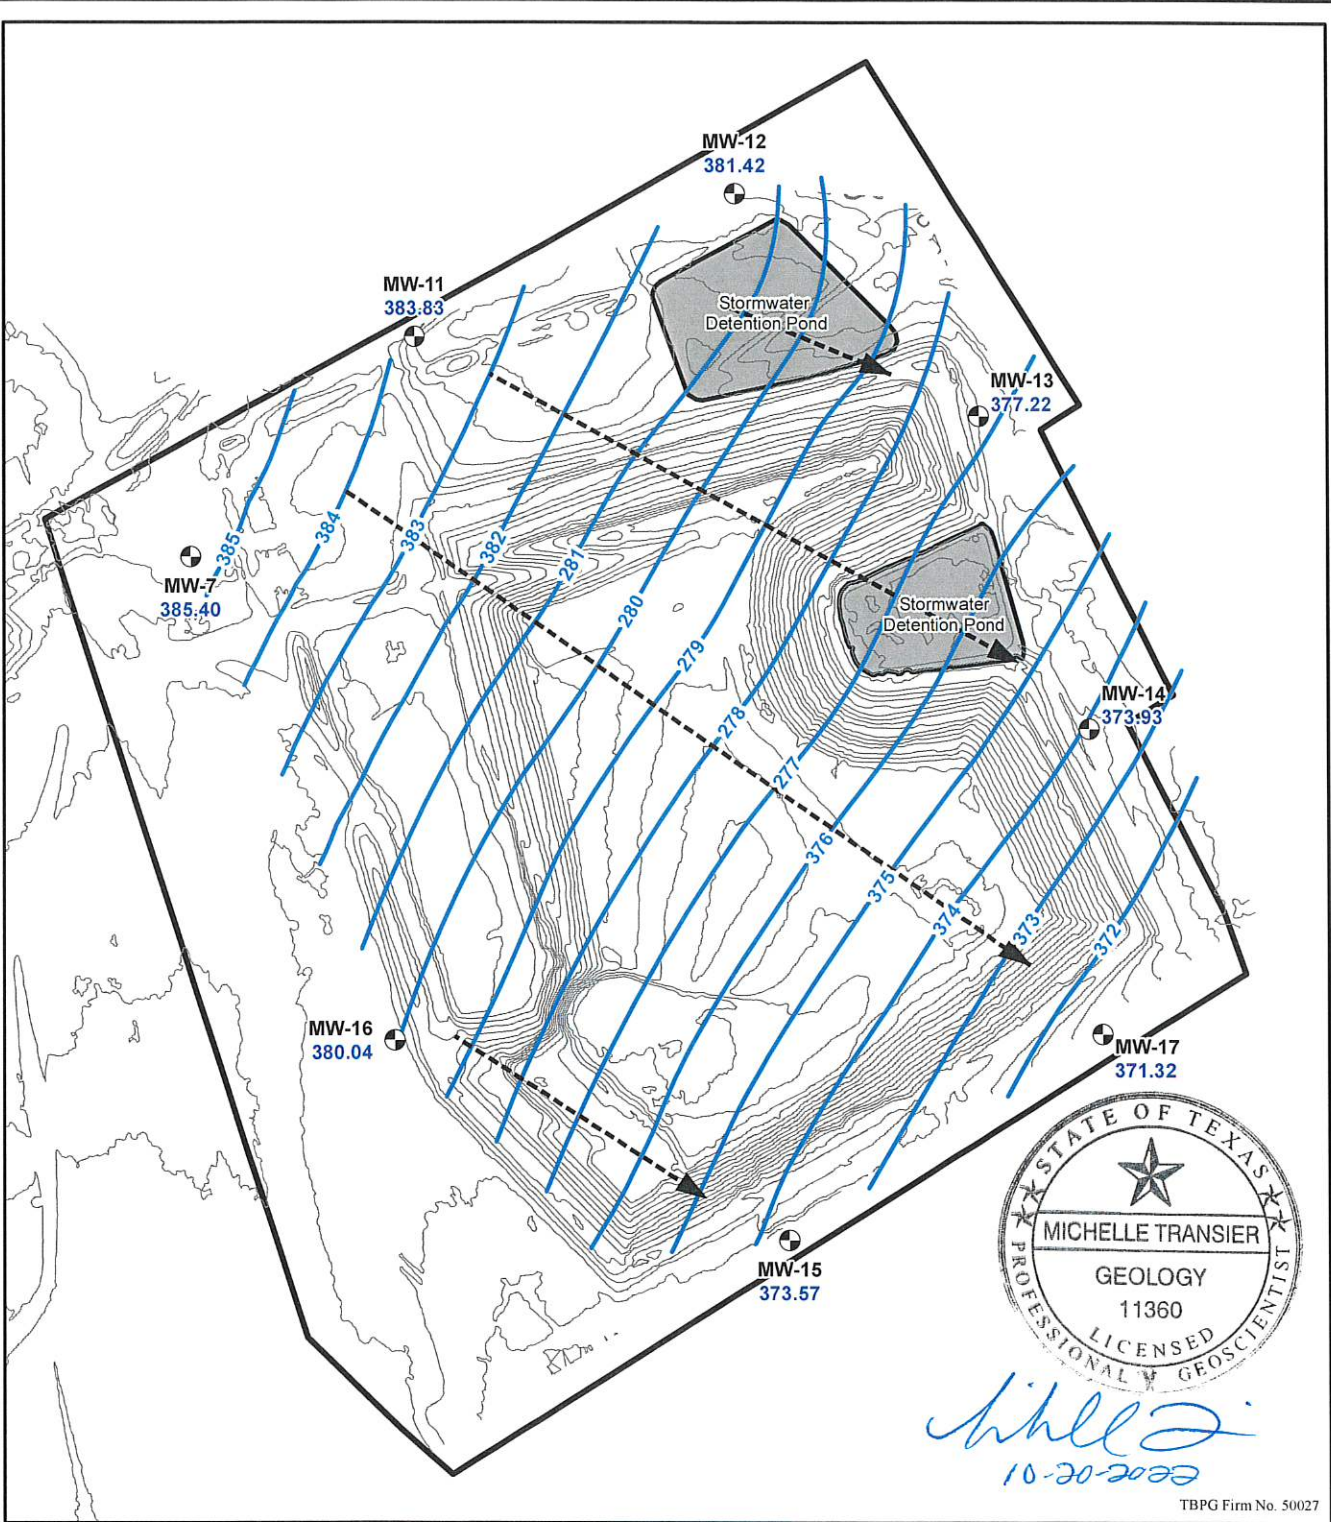 MW-12
381.42
MW-11
383.83
Stormwater
Detention Pond
MW-13
377.22
385
384
383
382
281
280
279
278
277
376
375
374
373
372
MW-7
385.40
Stormwater
Detention Pond
MW-14
373.93
MW-16
380.04
MW-17
371.32
MW-15
373.57
STATE OF TEXAS
MICHELLE TRANSIER
GEOLOGY
11360
LICENSED
PROFESSIONAL GEOSCIENTIST
10-20-2022
TBPG Firm No. 50027